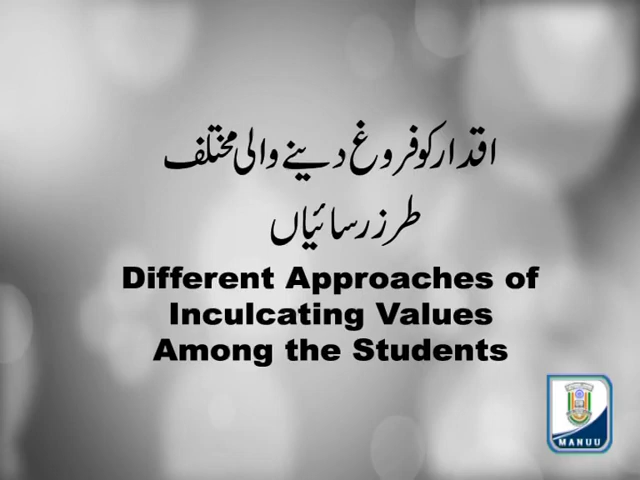 اقدار کو فروغ دینے والی مختلف
طرز رسائیاں
Different Approaches of
Inculcating Values
Among the Students
MANUU